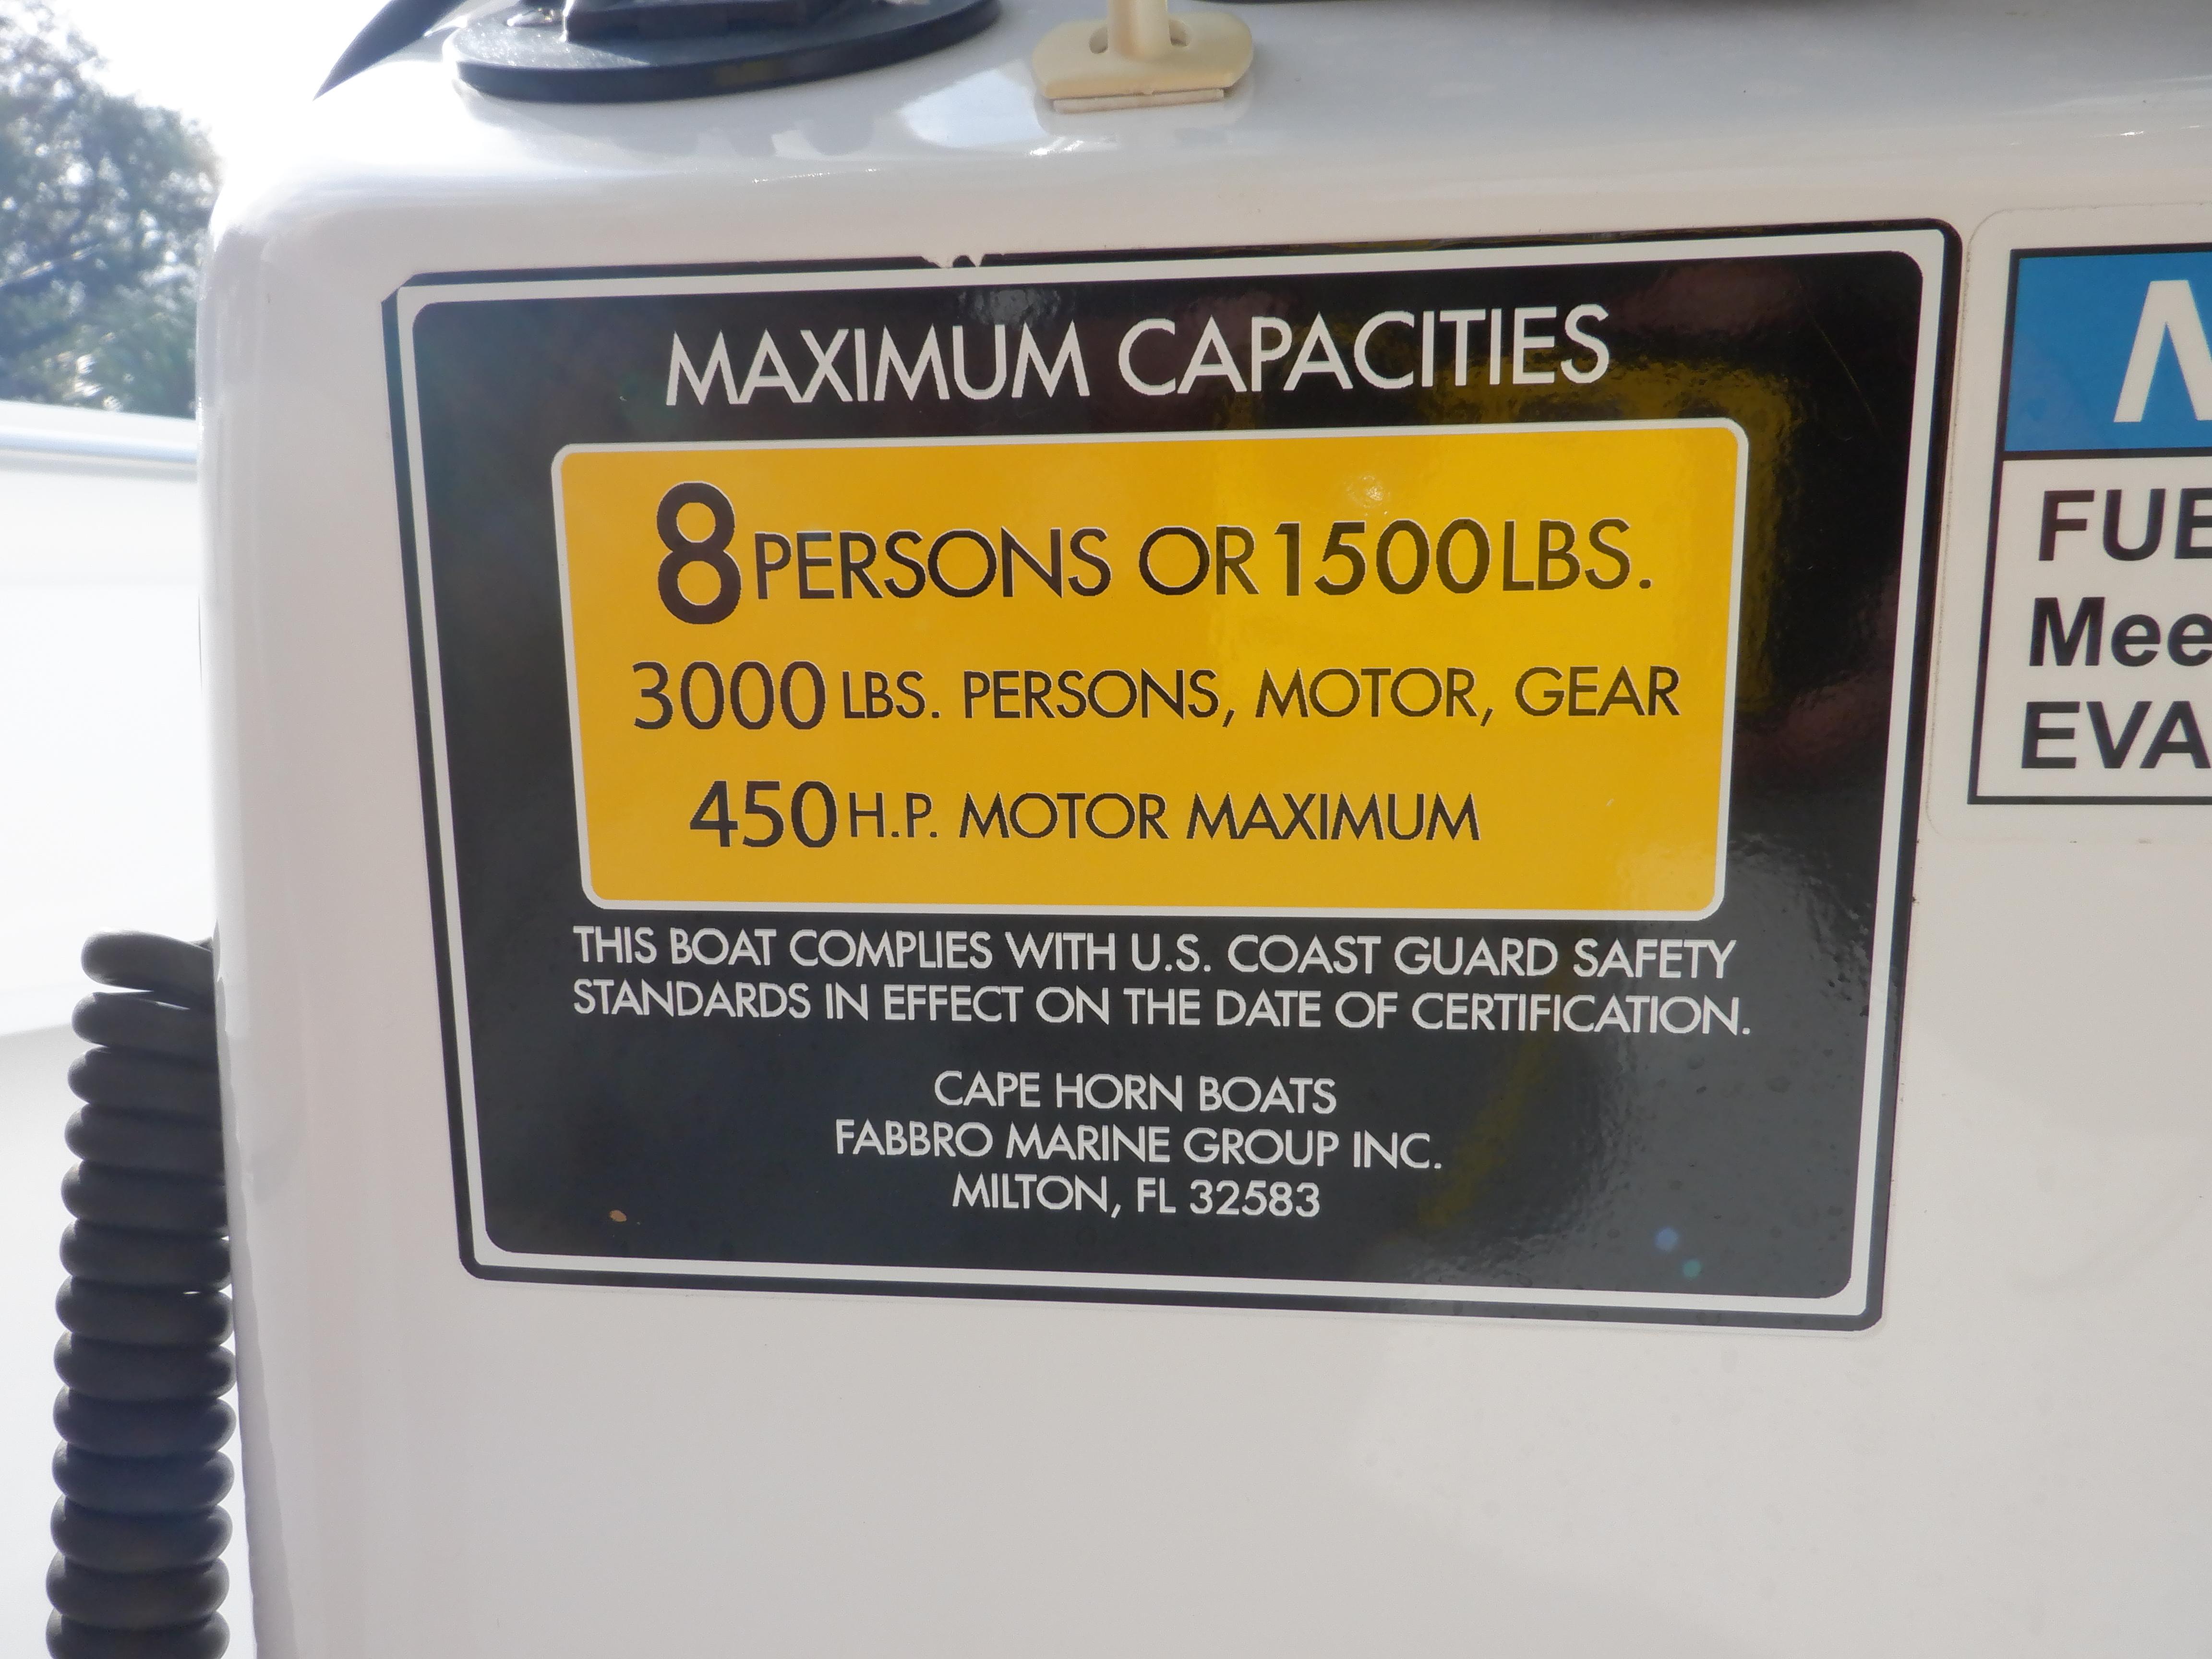 MAXIMUM CAPACITIES
8 PERSONS OR 1500 LBS.
3000 LBS. PERSONS, MOTOR, GEAR
450 H.P. MOTOR MAXIMUM
THIS BOAT COMPLIES WITH U.S. COAST GUARD SAFETY
STANDARDS IN EFFECT ON THE DATE OF CERTIFICATION.
CAPE HORN BOATS
FABBRO MARINE GROUP INC.
MILTON, FL 32583
Mee
EVA